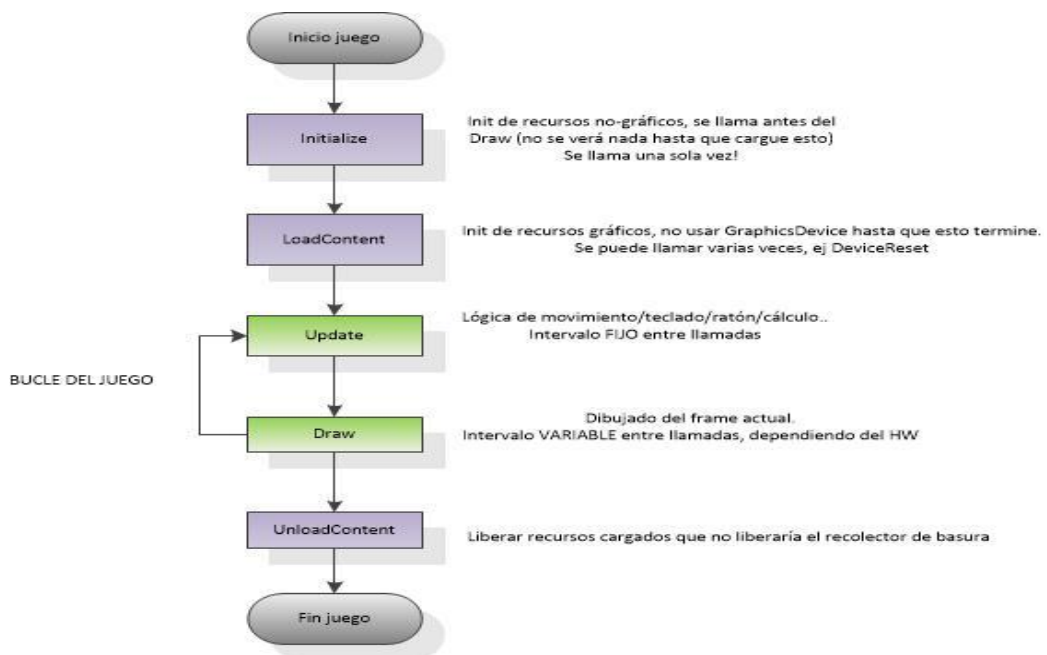 Inicio juego
Initialize
Init de recursos no-gráficos, se llama antes del
Draw (no se verá nada hasta que cargue esto)
Se llama una sola vez!
LoadContent
Init de recursos gráficos, no usar GraphicsDevice hasta que esto termine.
Se puede llamar varias veces, ej DeviceReset
Update
Lógica de movimiento/teclado/ratón/cálculo..
Intervalo FIJO entre llamadas
BUCLE DEL JUEGO
Draw
Dibujado del frame actual.
Intervalo VARIABLE entre llamadas, dependiendo del HW
UnloadContent
Liberar recursos cargados que no liberaría el recolector de basura
Fin juego